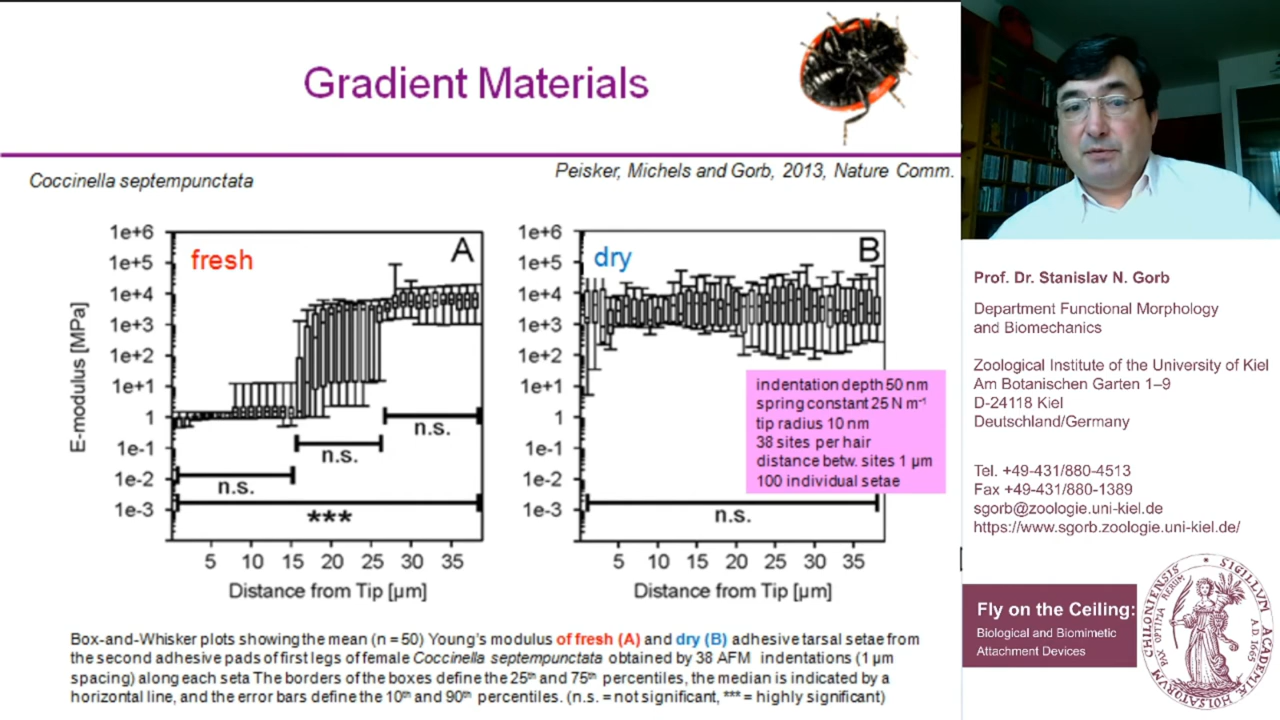 Gradient Materials
Coccinella septempunctata
Peisker, Michels and Gorb, 2013, Nature Comm.
E-modulus [MPa]
1e+6
1e+5
1e+4
1e+3
1e+2
1e+1
1
1e-1
1e-2
1e-3
fresh
A
n.s.
n.s.
n.s.
***
5 10 15 20 25 30 35
Distance from Tip [µm]
1e+6
1e+5
1e+4
1e+3
1e+2
1e+1
1
1e-1
1e-2
1e-3
dry
B
indentation depth 50 nm
spring constant 25 N m⁻¹
tip radius 10 nm
38 sites per hair
distance betw. sites 1 µm
100 individual setae
n.s.
5 10 15 20 25 30 35
Distance from Tip [µm]
Box-and-Whisker plots showing the mean (n = 50) Young's modulus of fresh (A) and dry (B) adhesive tarsal setae from
the second adhesive pads of first legs of female Coccinella septempunctata obtained by 38 AFM indentations (1 µm
spacing) along each seta The borders of the boxes define the 25th and 75th percentiles, the median is indicated by a
horizontal line, and the error bars define the 10th and 90th percentiles. (n.s. = not significant, *** = highly significant)
Prof. Dr. Stanislav N. Gorb
Department Functional Morphology
and Biomechanics
Zoological Institute of the University of Kiel
Am Botanischen Garten 1–9
D-24118 Kiel
Deutschland/Germany
Tel. +49-431/880-4513
Fax +49-431/880-1389
sgorb@zoologie.uni-kiel.de
https://www.sgorb.zoologie.uni-kiel.de/
Fly on the Ceiling:
Biological and Biomimetic
Attachment Devices
SIGILLVM ACADEMIÆ HOLSATORVM CHILONIENSIS
A.D. 1665